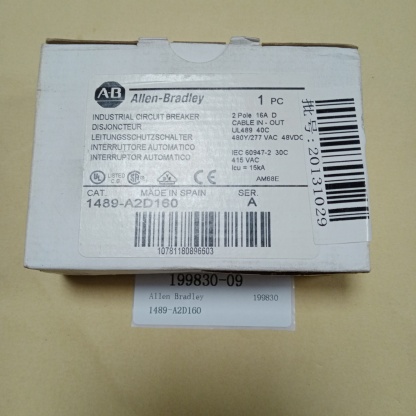 AB Allen-Bradley
1 PC
INDUSTRIAL CIRCUIT BREAKER
DISJONCTEUR
LEITUNGSSCHUTZSCHALTER
INTERRUTTORE AUTOMATICO
INTERRUPTOR AUTOMATICO
2 Pole 16A D
CABLE IN - OUT
UL489 40C
480Y/277 VAC 48VDC
IEC 60947-2 30C
415 VAC
Icu = 15kA
AM68E
CAT.
MADE IN SPAIN
SER.
1489-A2D160
A
10781180896603
批号:20131029
199830-09
Allen Bradley 199830
1489-A2D160